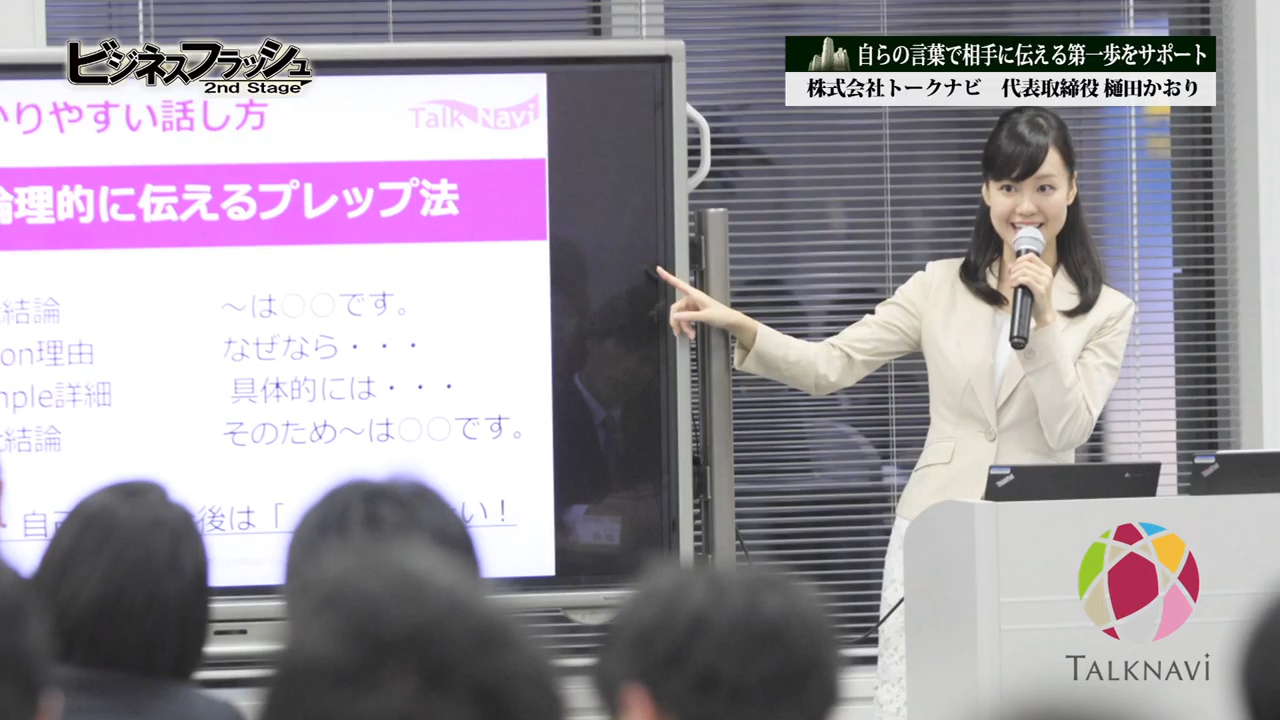 ビジネスフラッシュ
2nd Stage
自らの言葉で相手に伝える第一歩をサポート
株式会社トークナビ　代表取締役 樋田かおり
かりやすい話し方
Talk Navi
論理的に伝えるプレップ法
結論 ～は○○です。
on理由 なぜなら・・・
mple詳細 具体的には・・・
結論 そのため～は○○です。
自 後は「 い！
TALKNAVI